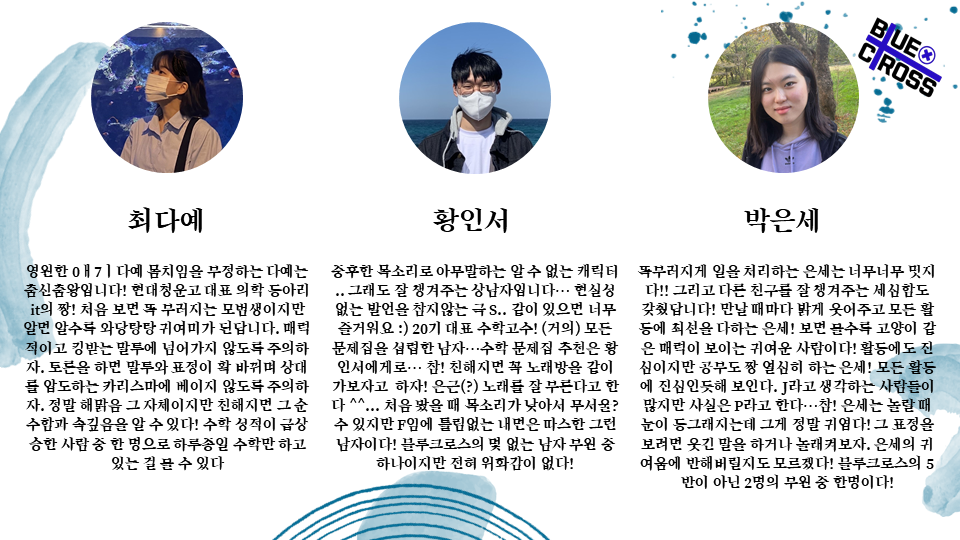 BLUE
CROSS
최다예
영원한 0ㅐ7ㅣ다예 몸치임을 부정하는 다예는
춤신춤왕입니다! 현대청운고 대표 의학 동아리
it의 짱! 처음 보면 똑 부러지는 모범생이지만
알면 알수록 와당탕탕 귀여미가 된답니다. 매력
적이고 킹받는 말투에 넘어가지 않도록 주의하
자. 토론을 하면 말투와 표정이 확 바뀌며 상대
를 압도하는 카리스마에 베이지 않도록 주의하
자. 정말 해맑음 그 자체이지만 친해지면 그 순
수함과 속깊음을 알 수 있다! 수학 성적이 급상
승한 사람 중 한 명으로 하루종일 수학만 하고
있는 걸 볼 수 있다
황인서
중후한 목소리로 아무말하는 알 수 없는 캐릭터
.. 그래도 잘 챙겨주는 상남자임니다… 현실성
없는 발언을 참지않는 극 S.. 같이 있으면 너무
즐거워요 :) 20기 대표 수학고수! (거의) 모든
문제집을 섭렵한 남자…수학 문제집 추천은 황
인서에게로… 참! 친해지면 꼭 노래방을 같이
가보자고 하자! 은근(?) 노래를 잘 부른다고 한
다 ^^... 처음 봤을 때 목소리가 낮아서 무서울?
수 있지만 F임에 틀림없는 내면은 따스한 그런
남자이다! 블루크로스의 몇 없는 남자 부원 중
하나이지만 전혀 위화감이 없다!
박은세
똑부러지게 일을 처리하는 은세는 너무너무 멋지
다!! 그리고 다른 친구를 잘 챙겨주는 세심함도
갖췄답니다! 만날 때마다 밝게 웃어주고 모든 활
동에 최선을 다하는 은세! 보면 볼수록 고양이 같
은 매력이 보이는 귀여운 사람이다! 활동에도 진
심이지만 공부도 짱 열심히 하는 은세! 모든 활동
에 진심인듯해 보인다. J라고 생각하는 사람들이
많지만 사실은 P라고 한다…참! 은세는 놀랄 때
눈이 동그래지는데 그게 정말 귀엽다! 그 표정을
보려면 웃긴 말을 하거나 놀래켜보자. 은세의 귀
여움에 반해버릴지도 모르겠다! 블루크로스의 5
반이 아닌 2명의 부원 중 한명이다!